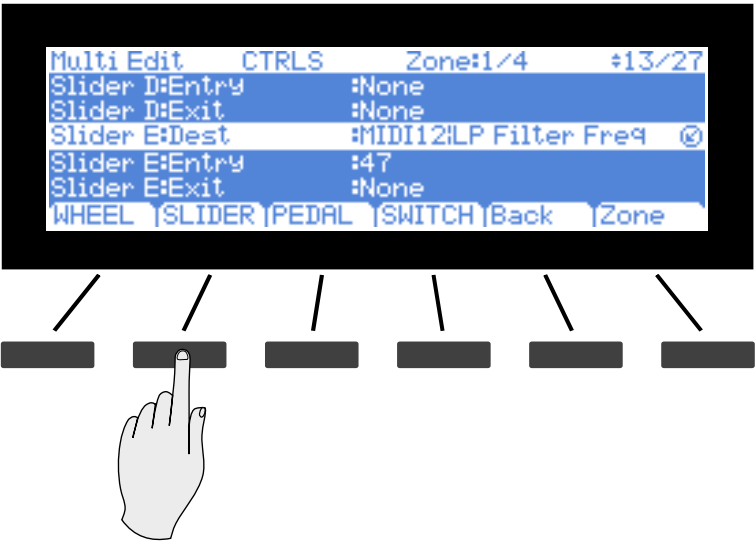 Multi Edit CTRLS Zone:1/4 ⬍13/27
Slider D:Entry :None
Slider D:Exit :None
Slider E:Dest :MIDI12¦LP Filter Freq
Slider E:Entry :47
Slider E:Exit :None
WHEEL SLIDER PEDAL SWITCH Back Zone